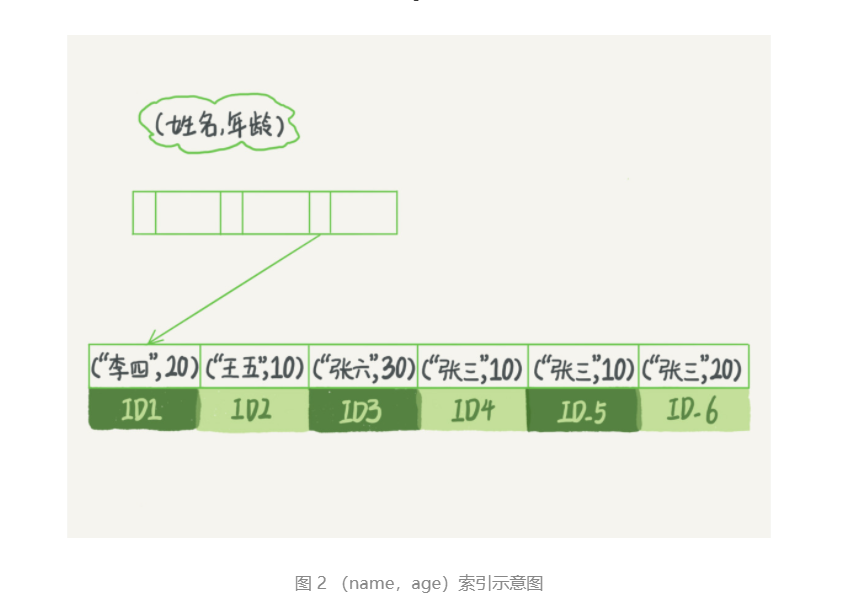 (姓名,年龄)
("李四",20) ("王五",10) ("张六",30) ("张三",10) ("张三",10) ("张三",20)
ID1 ID2 ID3 ID4 ID-5 ID-6
图 2 （name，age）索引示意图